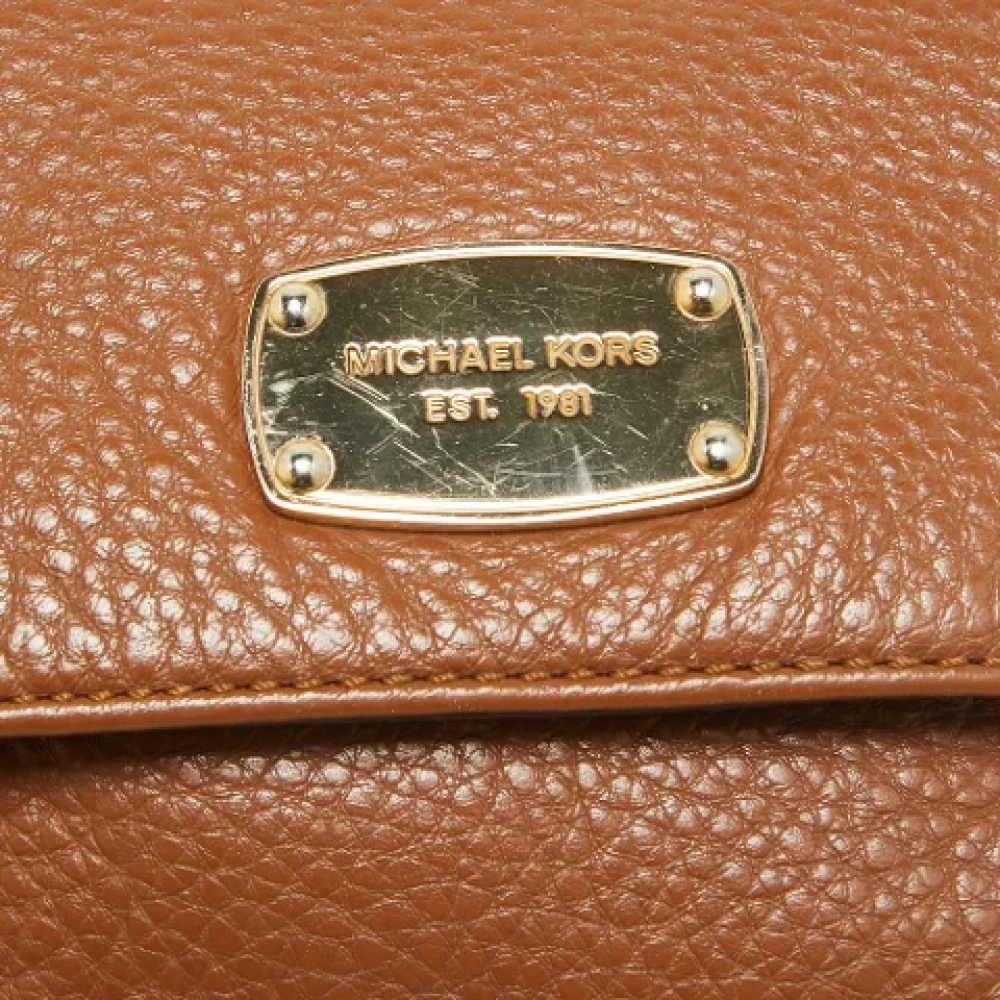 MICHAEL KORS
EST. 1981